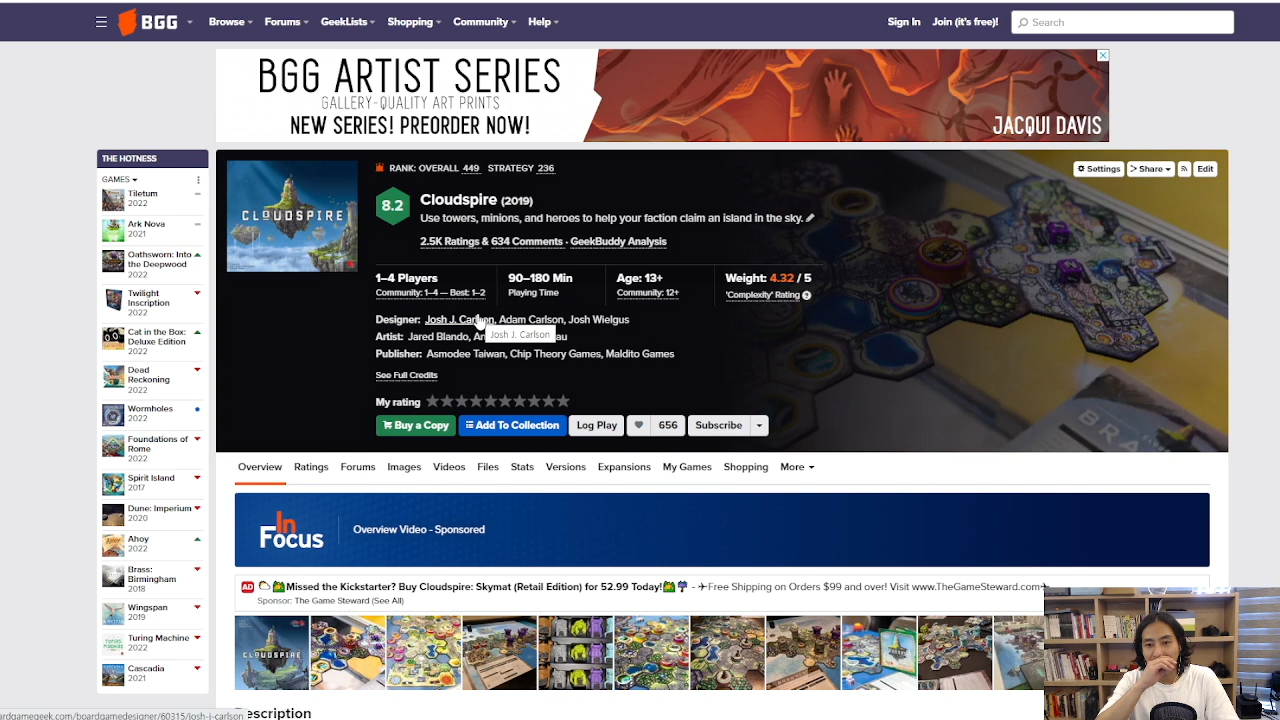 BGG
Browse
Forums
GeekLists
Shopping
Community
Help
Sign In
Join (it's free)!
Search
BGG ARTIST SERIES
GALLERY-QUALITY ART PRINTS
NEW SERIES! PREORDER NOW!
JACQUI DAVIS
THE HOTNESS
GAMES
Tiletum
2022
Ark Nova
2021
Oathsworn: Into
the Deepwood
2022
Twilight
Inscription
2022
Cat in the Box:
Deluxe Edition
2022
Dead
Reckoning
2022
Wormholes
2022
Foundations of
Rome
2022
Spirit Island
2017
Dune: Imperium
2020
Ahoy
2022
Brass:
Birmingham
2018
Wingspan
2019
Turing Machine
2022
Cascadia
2021
CLOUDSPIRE
RANK: OVERALL 449 STRATEGY 236
Settings
Share
Edit
8.2
Cloudspire (2019)
Use towers, minions, and heroes to help your faction claim an island in the sky.
2.5K Ratings & 634 Comments · GeekBuddy Analysis
1–4 Players
Community: 1–4 — Best: 1–2
90–180 Min
Playing Time
Age: 13+
Community: 12+
Weight: 4.32 / 5
'Complexity' Rating
Designer: Josh J. Carlson, Adam Carlson, Josh Wielgus
Josh J. Carlson
Artist: Jared Blando,
Publisher: Asmodee Taiwan, Chip Theory Games, Maldito Games
See Full Credits
My rating
Buy a Copy
Add To Collection
Log Play
656
Subscribe
Overview
Ratings
Forums
Images
Videos
Files
Stats
Versions
Expansions
My Games
Shopping
More
In
Focus
Overview Video - Sponsored
AD
Missed the Kickstarter? Buy Cloudspire: Skymat (Retail Edition) for 52.99 Today! - Free Shipping on Orders $99 and over! Visit www.TheGameSteward.com
Sponsor: The Game Steward (See All)
CLOUDSPIRE
ardgamegeek.com/boardgamedesigner/60315/josh-j-carlson
escription